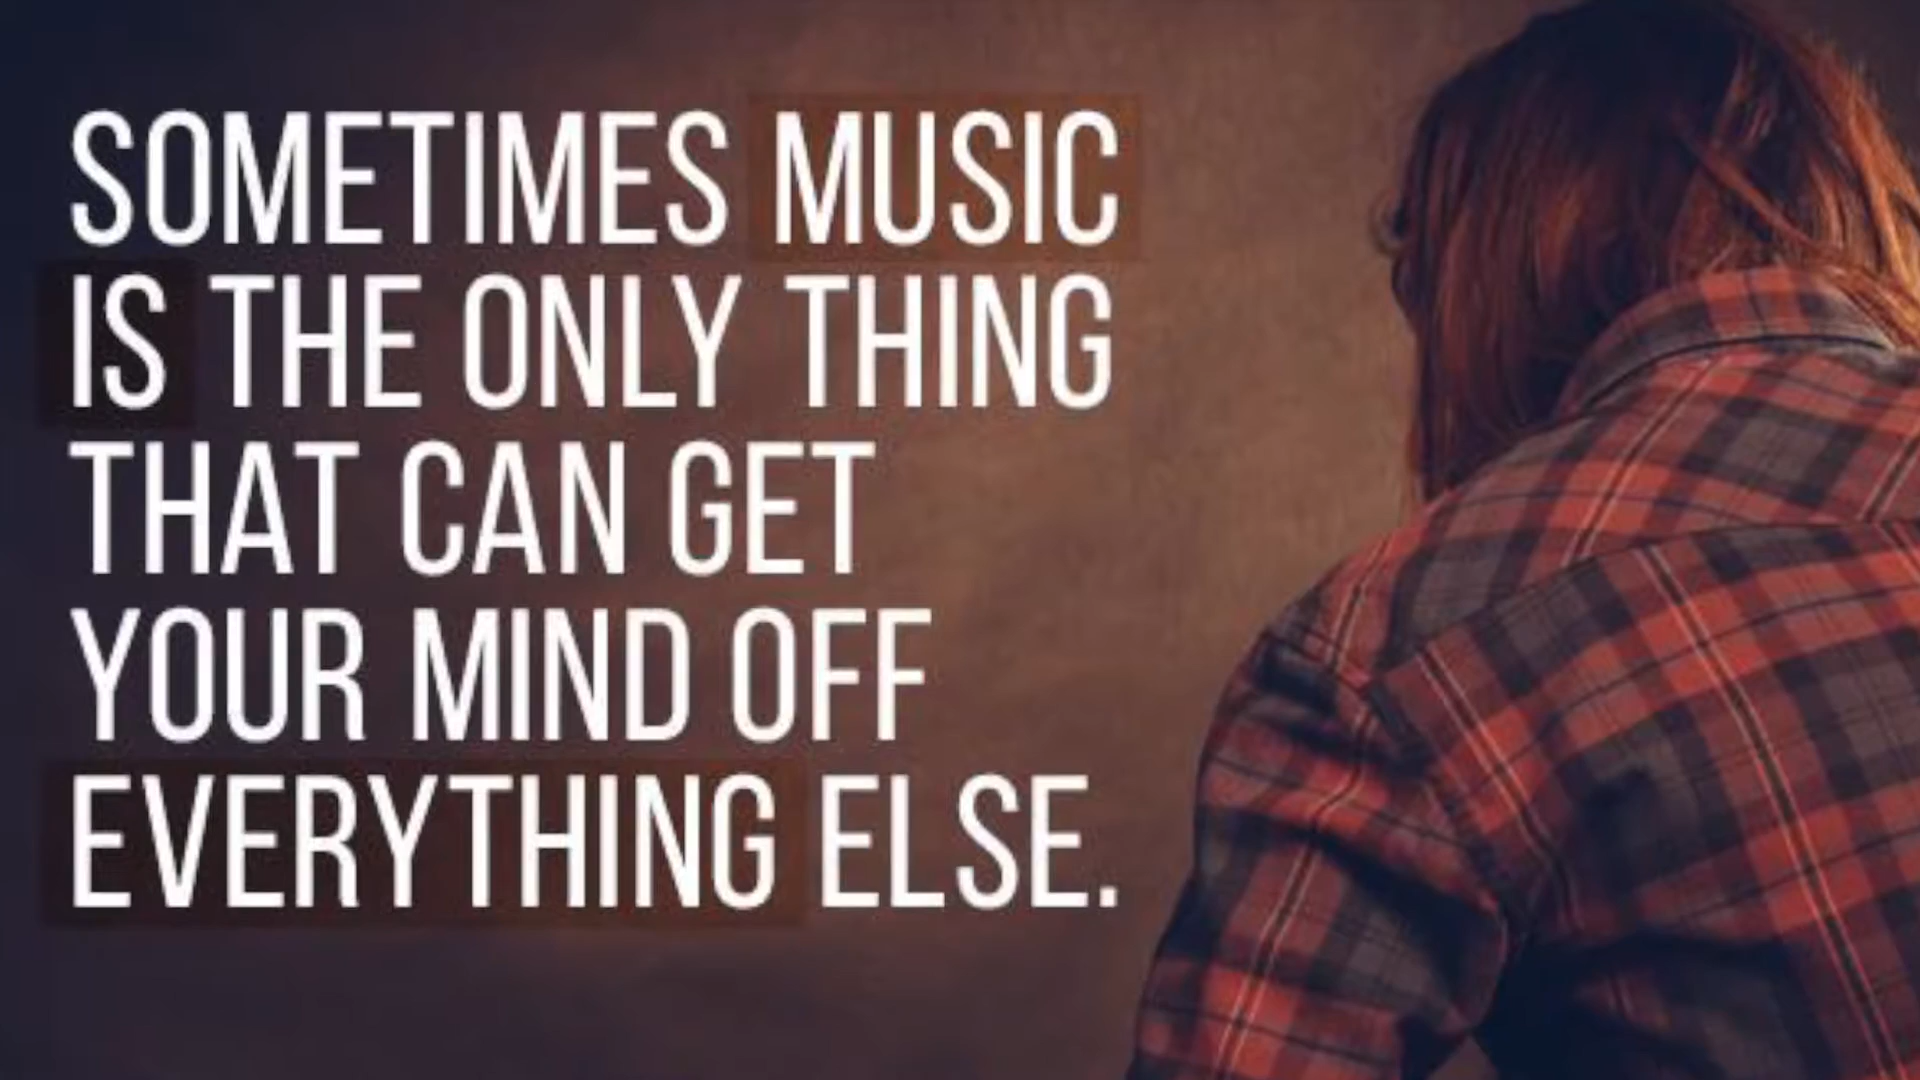 SOMETIMES MUSIC
IS THE ONLY THING
THAT CAN GET
YOUR MIND OFF
EVERYTHING ELSE.